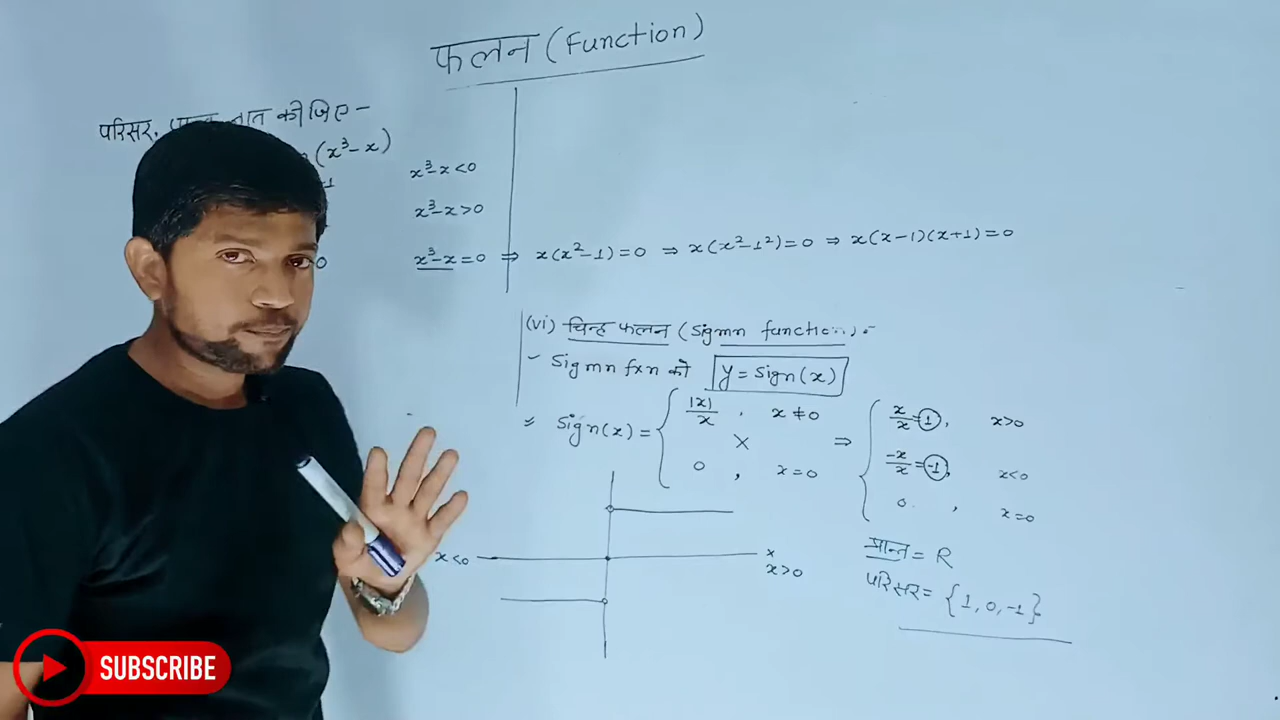 फलन (Function)
परिसर, ज्ञात कीजिए -
(x³-x)
-1
0
x³-x<0
x³-x>0
x³-x=0 ⇒ x(x²-1)=0 ⇒ x(x²-1²)=0 ⇒ x(x-1)(x+1)=0
(vi) चिन्ह फलन (Sigmn function) :-
- Sigmn fxn को y = Sign(x)
= Sign(x) = { |x|/x , x≠0
x
0 , x=0
⇒ { x/x = 1, x>0
-x/x = -1, x<0
0 , x=0
x<0
x
x>0
प्रान्त = R
परिसर = {1, 0, -1}
SUBSCRIBE